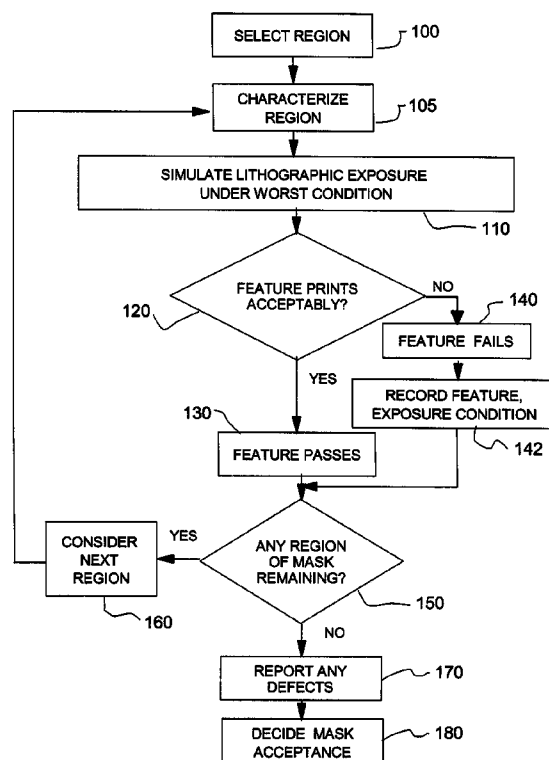 SELECT REGION
100
CHARACTERIZE
REGION
105
SIMULATE LITHOGRAPHIC EXPOSURE
UNDER WORST CONDITION
110
FEATURE PRINTS
ACCEPTABLY?
120
NO
140
FEATURE FAILS
YES
RECORD FEATURE,
EXPOSURE CONDITION
142
130
FEATURE PASSES
ANY REGION
OF MASK
REMAINING?
150
YES
CONSIDER
NEXT
REGION
160
NO
REPORT ANY
DEFECTS
170
DECIDE MASK
ACCEPTANCE
180